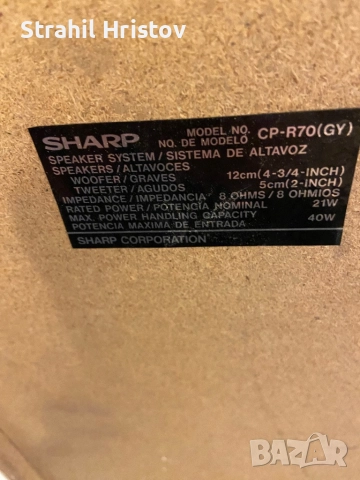 Strahil Hristov
SHARP
MODEL NO. CP-R70(GY)
NO. DE MODELO
SPEAKER SYSTEM / SISTEMA DE ALTAVOZ
SPEAKERS / ALTAVOCES
WOOFER / GRAVES 12cm(4-3/4-INCH)
TWEETER / AGUDOS 5cm(2-INCH)
IMPEDANCE / IMPEDANCIA 8 OHMS / 8 OHMIOS
RATED POWER / POTENCIA NOMINAL 21W
MAX. POWER HANDLING CAPACITY 40W
POTENCIA MAXIMA DE ENTRADA
SHARP CORPORATION
BAZAR